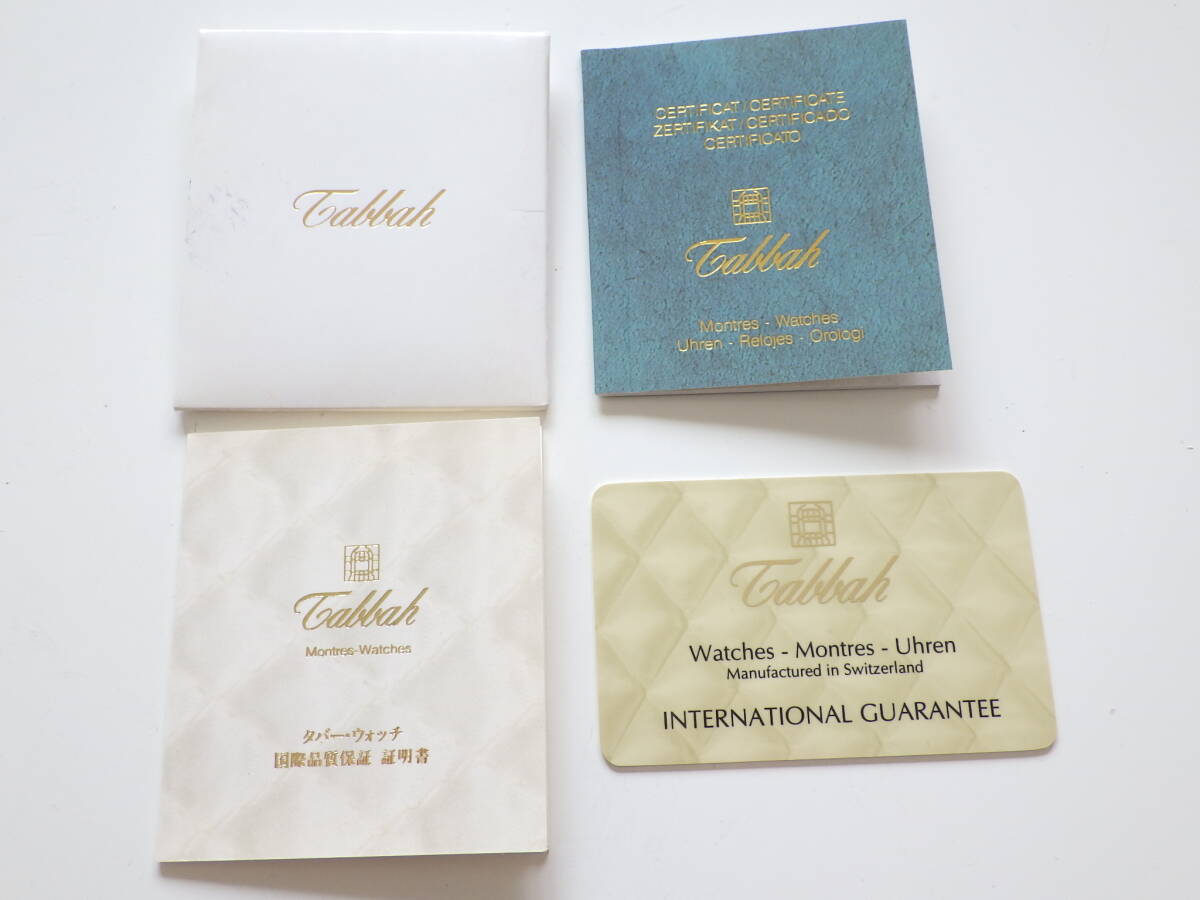 Tabbah
CERTIFICAT / CERTIFICATE
ZERTIFIKAT / CERTIFICADO
CERTIFICATO
Tabbah
Montres - Watches
Uhren - Relojes - Orologi
Tabbah
Montres-Watches
タバー・ウォッチ
国際品質保証 証明書
Tabbah
Watches - Montres - Uhren
Manufactured in Switzerland
INTERNATIONAL GUARANTEE